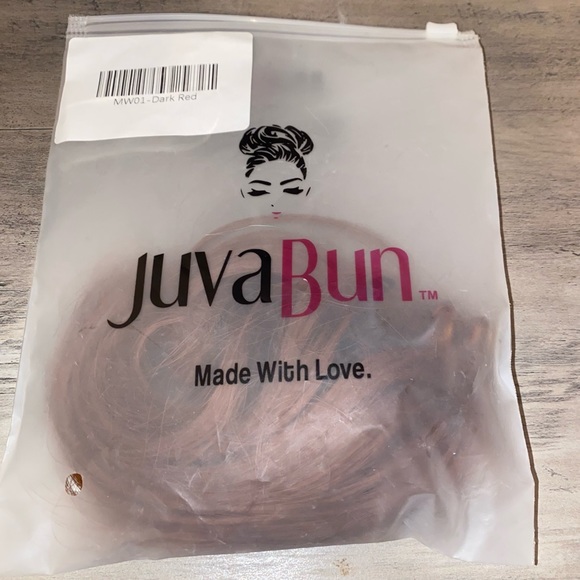 MW01-Dark Red
JuvaBun™
Made With Love.